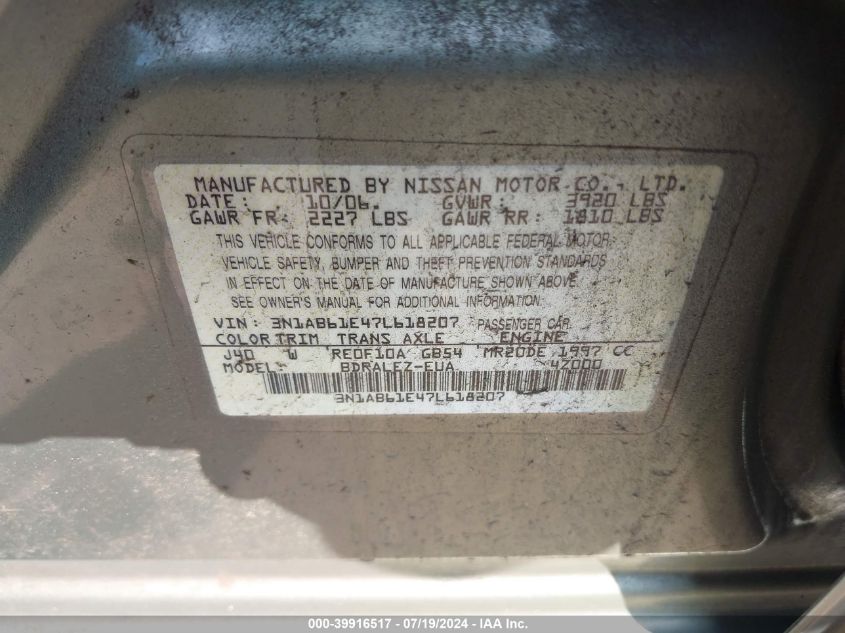 MANUFACTURED BY NISSAN MOTOR CO., LTD.
DATE: 10/06. GVWR: 3920 LBS
GAWR FR: 2227 LBS GAWR RR: 1810 LBS
THIS VEHICLE CONFORMS TO ALL APPLICABLE FEDERAL MOTOR
VEHICLE SAFETY, BUMPER AND THEFT PREVENTION STANDARDS
IN EFFECT ON THE DATE OF MANUFACTURE SHOWN ABOVE.
SEE OWNER'S MANUAL FOR ADDITIONAL INFORMATION.
VIN: 3N1AB61E47L618207 PASSENGER CAR
COLOR TRIM TRANS AXLE ENGINE
J40 W RE0F10A GB54 MR20DE 1997 CC
MODEL: BDRALEZ-EUA 47000
3N1AB61E47L618207
000-39916517 / 07/19/2024 - IAA Inc.